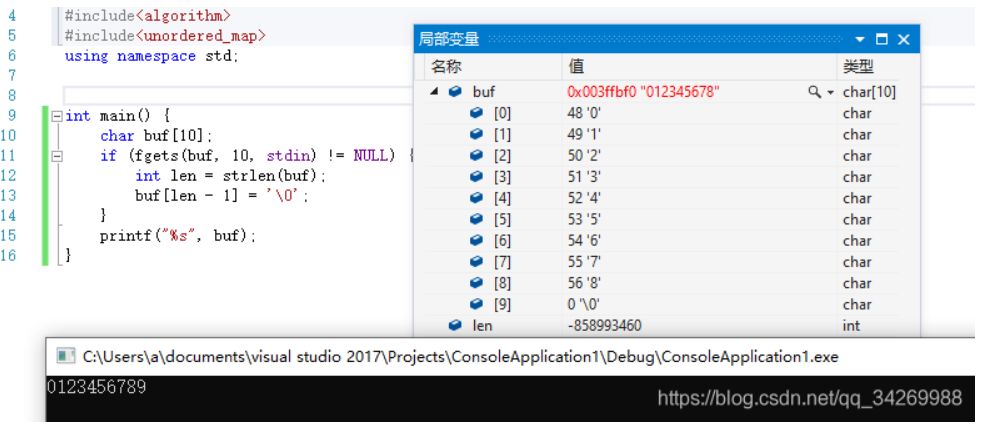 4 #include<algorithm>
5 #include<unordered_map>
6 using namespace std;
7
8
9 int main() {
10 char buf[10];
11 if (fgets(buf, 10, stdin) != NULL) {
12 int len = strlen(buf);
13 buf[len - 1] = '\0';
14 }
15 printf("%s", buf);
16 }
局部变量
名称 值 类型
buf 0x003ffbf0 "012345678" char[10]
[0] 48 '0' char
[1] 49 '1' char
[2] 50 '2' char
[3] 51 '3' char
[4] 52 '4' char
[5] 53 '5' char
[6] 54 '6' char
[7] 55 '7' char
[8] 56 '8' char
[9] 0 '\0' char
len -858993460 int
C:\Users\a\documents\visual studio 2017\Projects\ConsoleApplication1\Debug\ConsoleApplication1.exe
0123456789
https://blog.csdn.net/qq_34269988